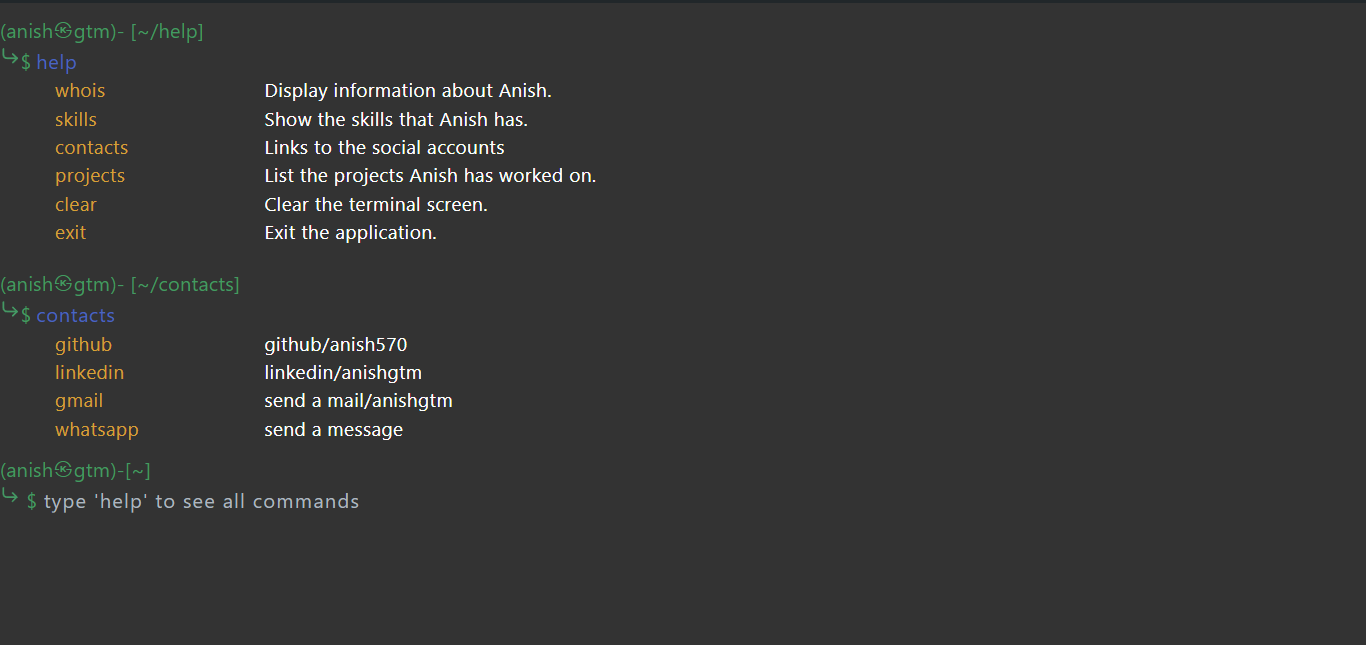 (anish㉿gtm)- [~/help]
↪$ help
whois Display information about Anish.
skills Show the skills that Anish has.
contacts Links to the social accounts
projects List the projects Anish has worked on.
clear Clear the terminal screen.
exit Exit the application.
(anish㉿gtm)- [~/contacts]
↪$ contacts
github github/anish570
linkedin linkedin/anishgtm
gmail send a mail/anishgtm
whatsapp send a message
(anish㉿gtm)-[~]
↪ $ type 'help' to see all commands